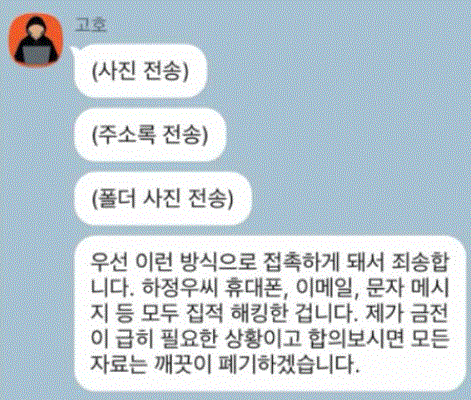 고호
(사진 전송)
(주소록 전송)
(폴더 사진 전송)
우선 이런 방식으로 접촉하게 돼서 죄송합
니다. 하정우씨 휴대폰, 이메일, 문자 메시
지 등 모두 집적 해킹한 겁니다. 제가 금전
이 급히 필요한 상황이고 합의보시면 모든
자료는 깨끗이 폐기하겠습니다.